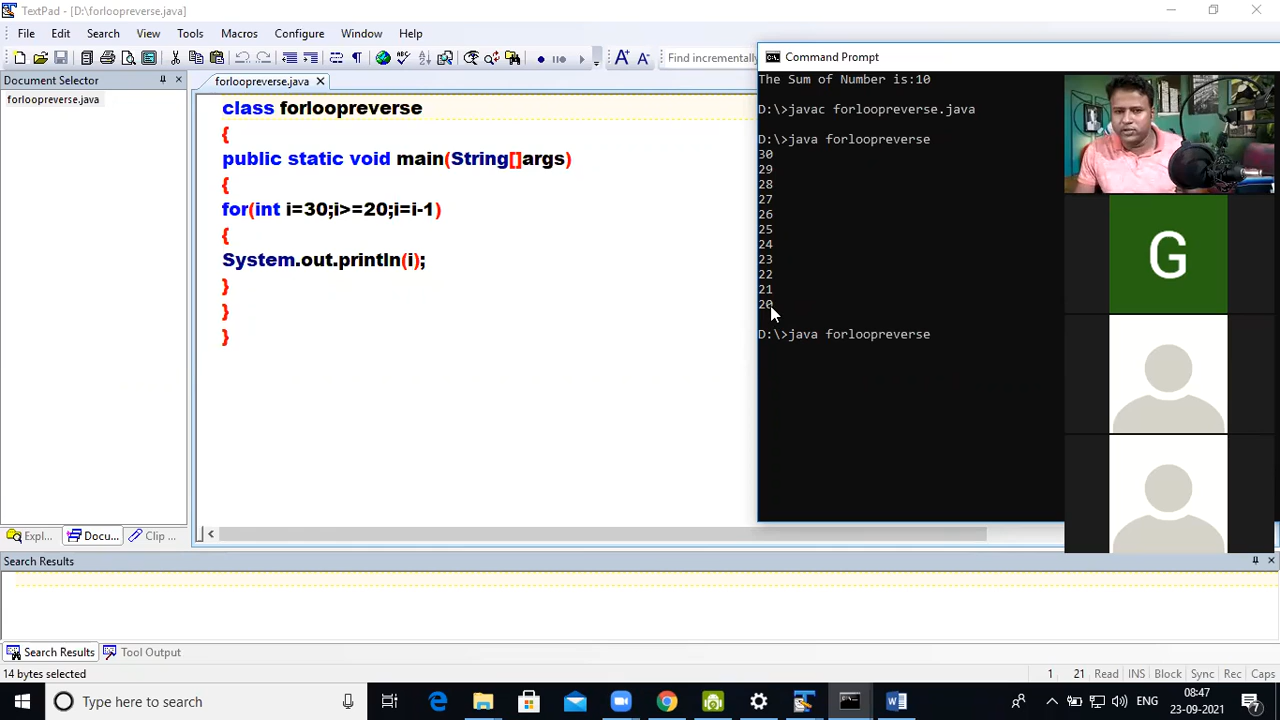 TextPad - [D:\forloopreverse.java]
File Edit Search View Tools Macros Configure Window Help
Find incrementally
Document Selector
forloopreverse.java
forloopreverse.java
class forloopreverse
{
public static void main(String[]args)
{
for(int i=30;i>=20;i=i-1)
{
System.out.println(i);
}
}
}
Command Prompt
The Sum of Number is:10
D:\>javac forloopreverse.java
D:\>java forloopreverse
30
29
28
27
26
25
24
23
22
21
20
D:\>java forloopreverse
G
Expl... Docu... Clip ...
Search Results
Search Results Tool Output
14 bytes selected
1 21 Read INS Block Sync Rec Caps
Type here to search
ENG
08:47
23-09-2021
7